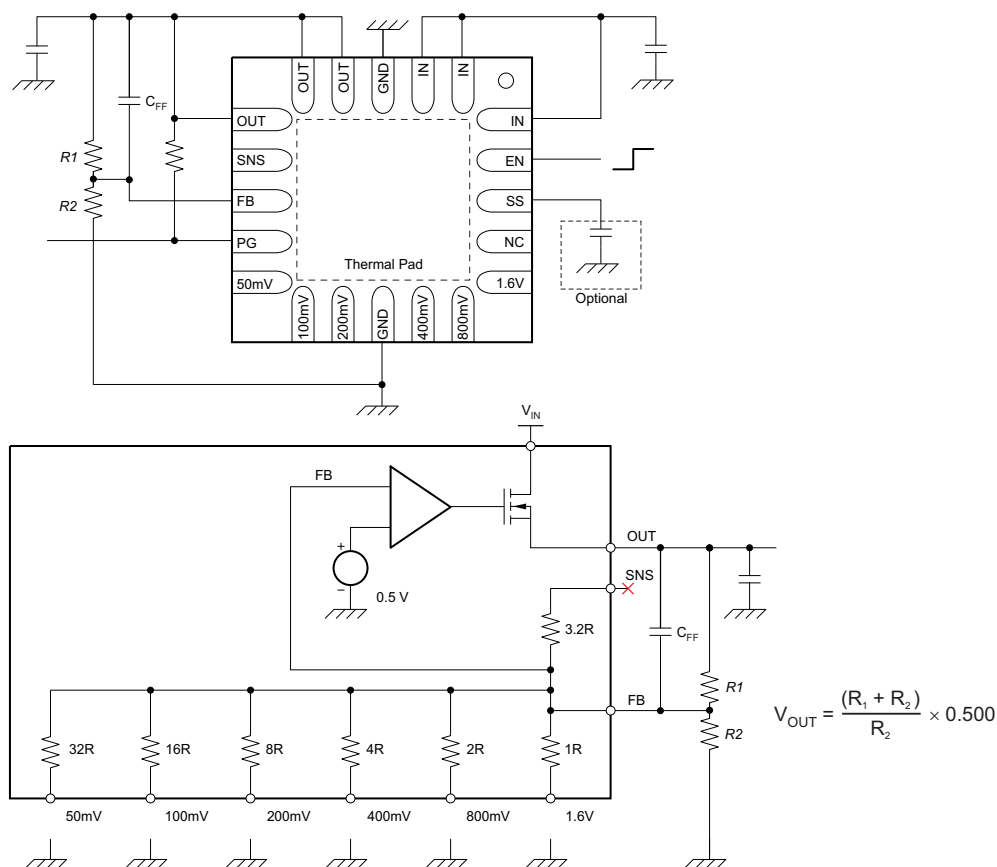 OUT
OUT
GND
IN
IN
C_FF
OUT
IN
R1
SNS
EN
R2
FB
SS
PG
NC
Thermal Pad
50mV
1.6V
100mV
200mV
GND
400mV
800mV
Optional
V_IN
FB
OUT
+
SNS
–
0.5 V
3.2R
C_FF
R1
FB
V_OUT = (R_1 + R_2) / R_2 × 0.500
R2
32R
16R
8R
4R
2R
1R
50mV
100mV
200mV
400mV
800mV
1.6V